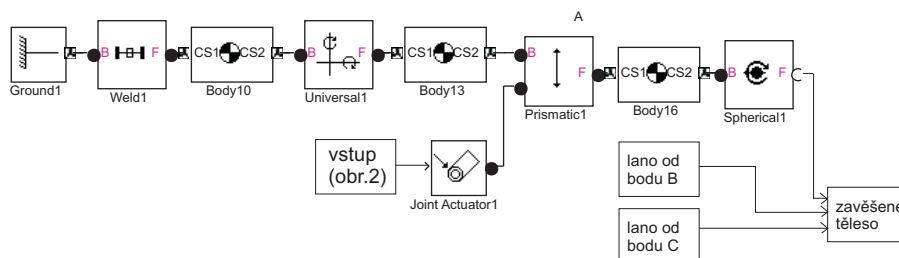 A
B F CS1 CS2 B F CS1 CS2 B F CS1 CS2 B F
Ground1 Weld1 Body10 Universal1 Body13 Prismatic1 Body16 Spherical1
vstup
(obr.2)
Joint Actuator1
lano od
bodu B
lano od
bodu C
zavěšené
těleso